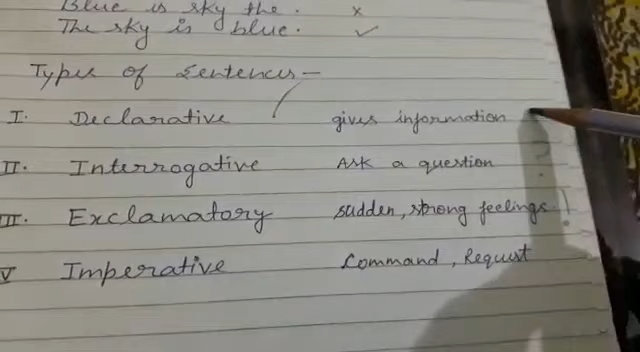 Blue is sky the. ×
The sky is blue. ✓
Types of Sentences —
I. Declarative gives information
II. Interrogative Ask a question
III. Exclamatory sudden, strong feelings !
V Imperative Command, Request